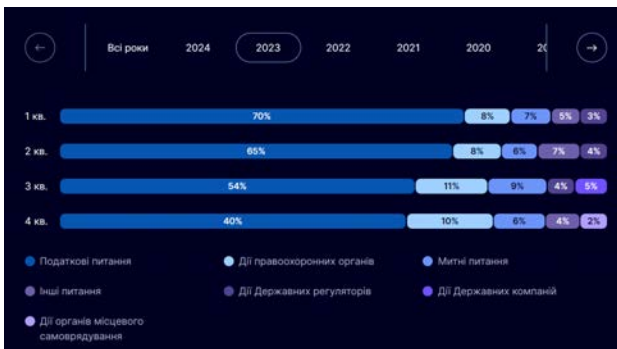 ← Всі роки 2024 2023 2022 2021 2020 →
1 кв. 70% 8% 7% 5% 3%
2 кв. 65% 8% 6% 7% 4%
3 кв. 54% 11% 9% 4% 5%
4 кв. 40% 10% 6% 4% 2%
Податкові питання Дії правоохоронних органів Митні питання
Інші питання Дії Державних регуляторів Дії Державних компаній
Дії органів місцевого
самоврядування